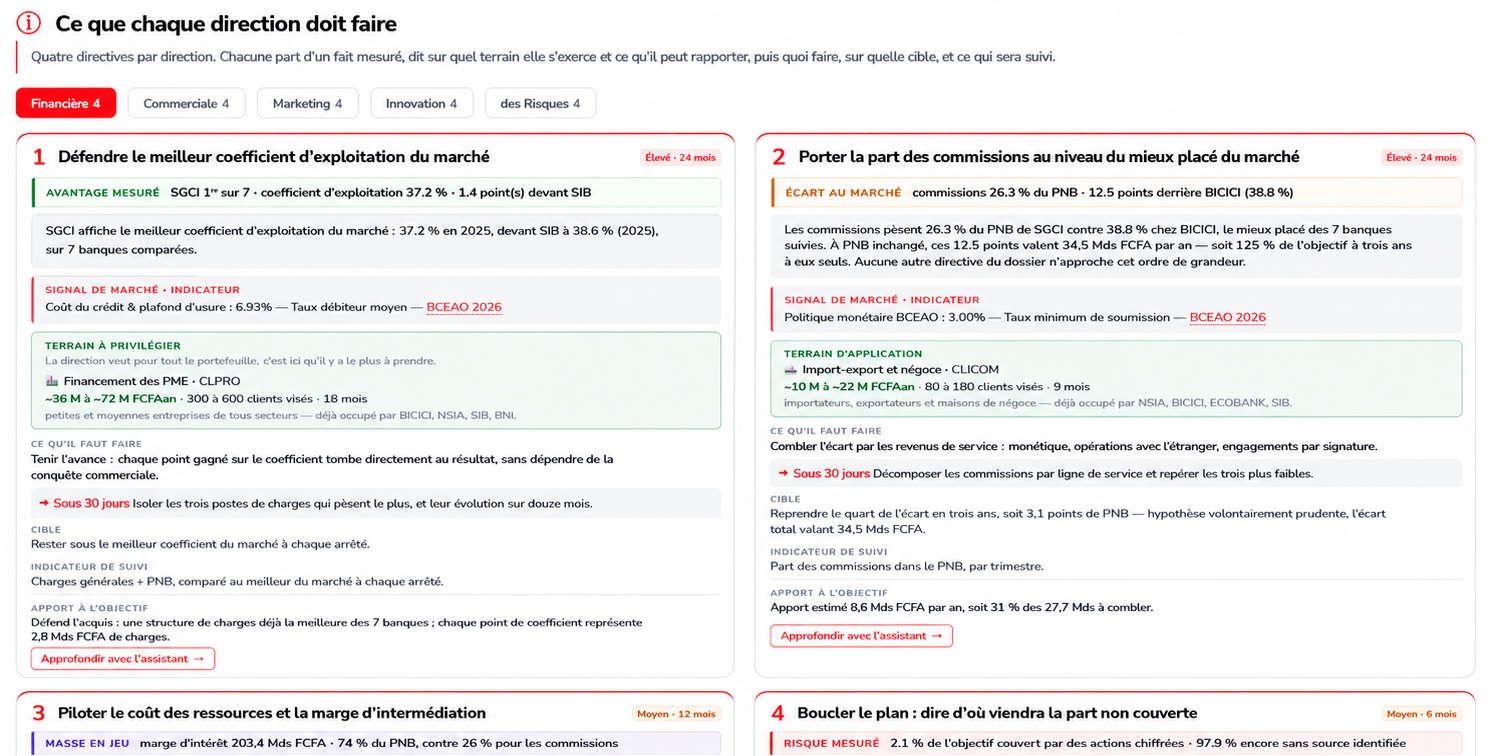 Ce que chaque direction doit faire
Quatre directives par direction. Chacune part d'un fait mesuré, dit sur quel terrain elle s'exerce et ce qu'il peut rapporter, puis quoi faire, sur quelle cible, et ce qui sera suivi.
Financière 4
Commerciale 4
Marketing 4
Innovation 4
des Risques 4
1 Défendre le meilleur coefficient d'exploitation du marché
Élevé · 24 mois
AVANTAGE MESURÉ SGCI 1re sur 7 · coefficient d'exploitation 37.2 % · 1.4 point(s) devant SIB
SGCI affiche le meilleur coefficient d'exploitation du marché : 37.2 % en 2025, devant SIB à 38.6 % (2025),
sur 7 banques comparées.
SIGNAL DE MARCHÉ · INDICATEUR
Coût du crédit & plafond d'usure : 6.93% — Taux débiteur moyen — BCEAO 2026
TERRAIN À PRIVILÉGIER
La direction veut pour tout le portefeuille, c'est ici qu'il y a le plus à prendre.
Financement des PME · CLPRO
~36 M à ~72 M FCFAan · 300 à 600 clients visés · 18 mois
petites et moyennes entreprises de tous secteurs — déjà occupé par BICICI, NSIA, SIB, BNI.
CE QU'IL FAUT FAIRE
Tenir l'avance : chaque point gagné sur le coefficient tombe directement au résultat, sans dépendre de la
conquête commerciale.
→ Sous 30 jours Isoler les trois postes de charges qui pèsent le plus, et leur évolution sur douze mois.
CIBLE
Rester sous le meilleur coefficient du marché à chaque arrêté.
INDICATEUR DE SUIVI
Charges générales + PNB, comparé au meilleur du marché à chaque arrêté.
APPORT À L'OBJECTIF
Défend l'acquis : une structure de charges déjà la meilleure des 7 banques ; chaque point de coefficient représente
2,8 Mds FCFA de charges.
Approfondir avec l'assistant →
2 Porter la part des commissions au niveau du mieux placé du marché
Élevé · 24 mois
ÉCART AU MARCHÉ commissions 26.3 % du PNB · 12.5 points derrière BICICI (38.8 %)
Les commissions pèsent 26.3 % du PNB de SGCI contre 38.8 % chez BICICI, le mieux placé des 7 banques
suivies. À PNB inchangé, ces 12.5 points valent 34,5 Mds FCFA par an — soit 125 % de l'objectif à trois ans
à eux seuls. Aucune autre directive du dossier n'approche cet ordre de grandeur.
SIGNAL DE MARCHÉ · INDICATEUR
Politique monétaire BCEAO : 3.00% — Taux minimum de soumission — BCEAO 2026
TERRAIN D'APPLICATION
Import-export et négoce · CLICOM
~10 M à ~22 M FCFAan · 80 à 180 clients visés · 9 mois
importateurs, exportateurs et maisons de négoce — déjà occupé par NSIA, BICICI, ECOBANK, SIB.
CE QU'IL FAUT FAIRE
Combler l'écart par les revenus de service : monétique, opérations avec l'étranger, engagements par signature.
→ Sous 30 jours Décomposer les commissions par ligne de service et repérer les trois plus faibles.
CIBLE
Reprendre le quart de l'écart en trois ans, soit 3,1 points de PNB — hypothèse volontairement prudente, l'écart
total valant 34,5 Mds FCFA.
INDICATEUR DE SUIVI
Part des commissions dans le PNB, par trimestre.
APPORT À L'OBJECTIF
Apport estimé 8,6 Mds FCFA par an, soit 31 % des 27,7 Mds à combler.
Approfondir avec l'assistant →
3 Piloter le coût des ressources et la marge d'intermédiation
Moyen · 12 mois
MASSE EN JEU marge d'intérêt 203,4 Mds FCFA · 74 % du PNB, contre 26 % pour les commissions
4 Boucler le plan : dire d'où viendra la part non couverte
Moyen · 6 mois
RISQUE MESURÉ 2.1 % de l'objectif couvert par des actions chiffrées · 97.9 % encore sans source identifiée